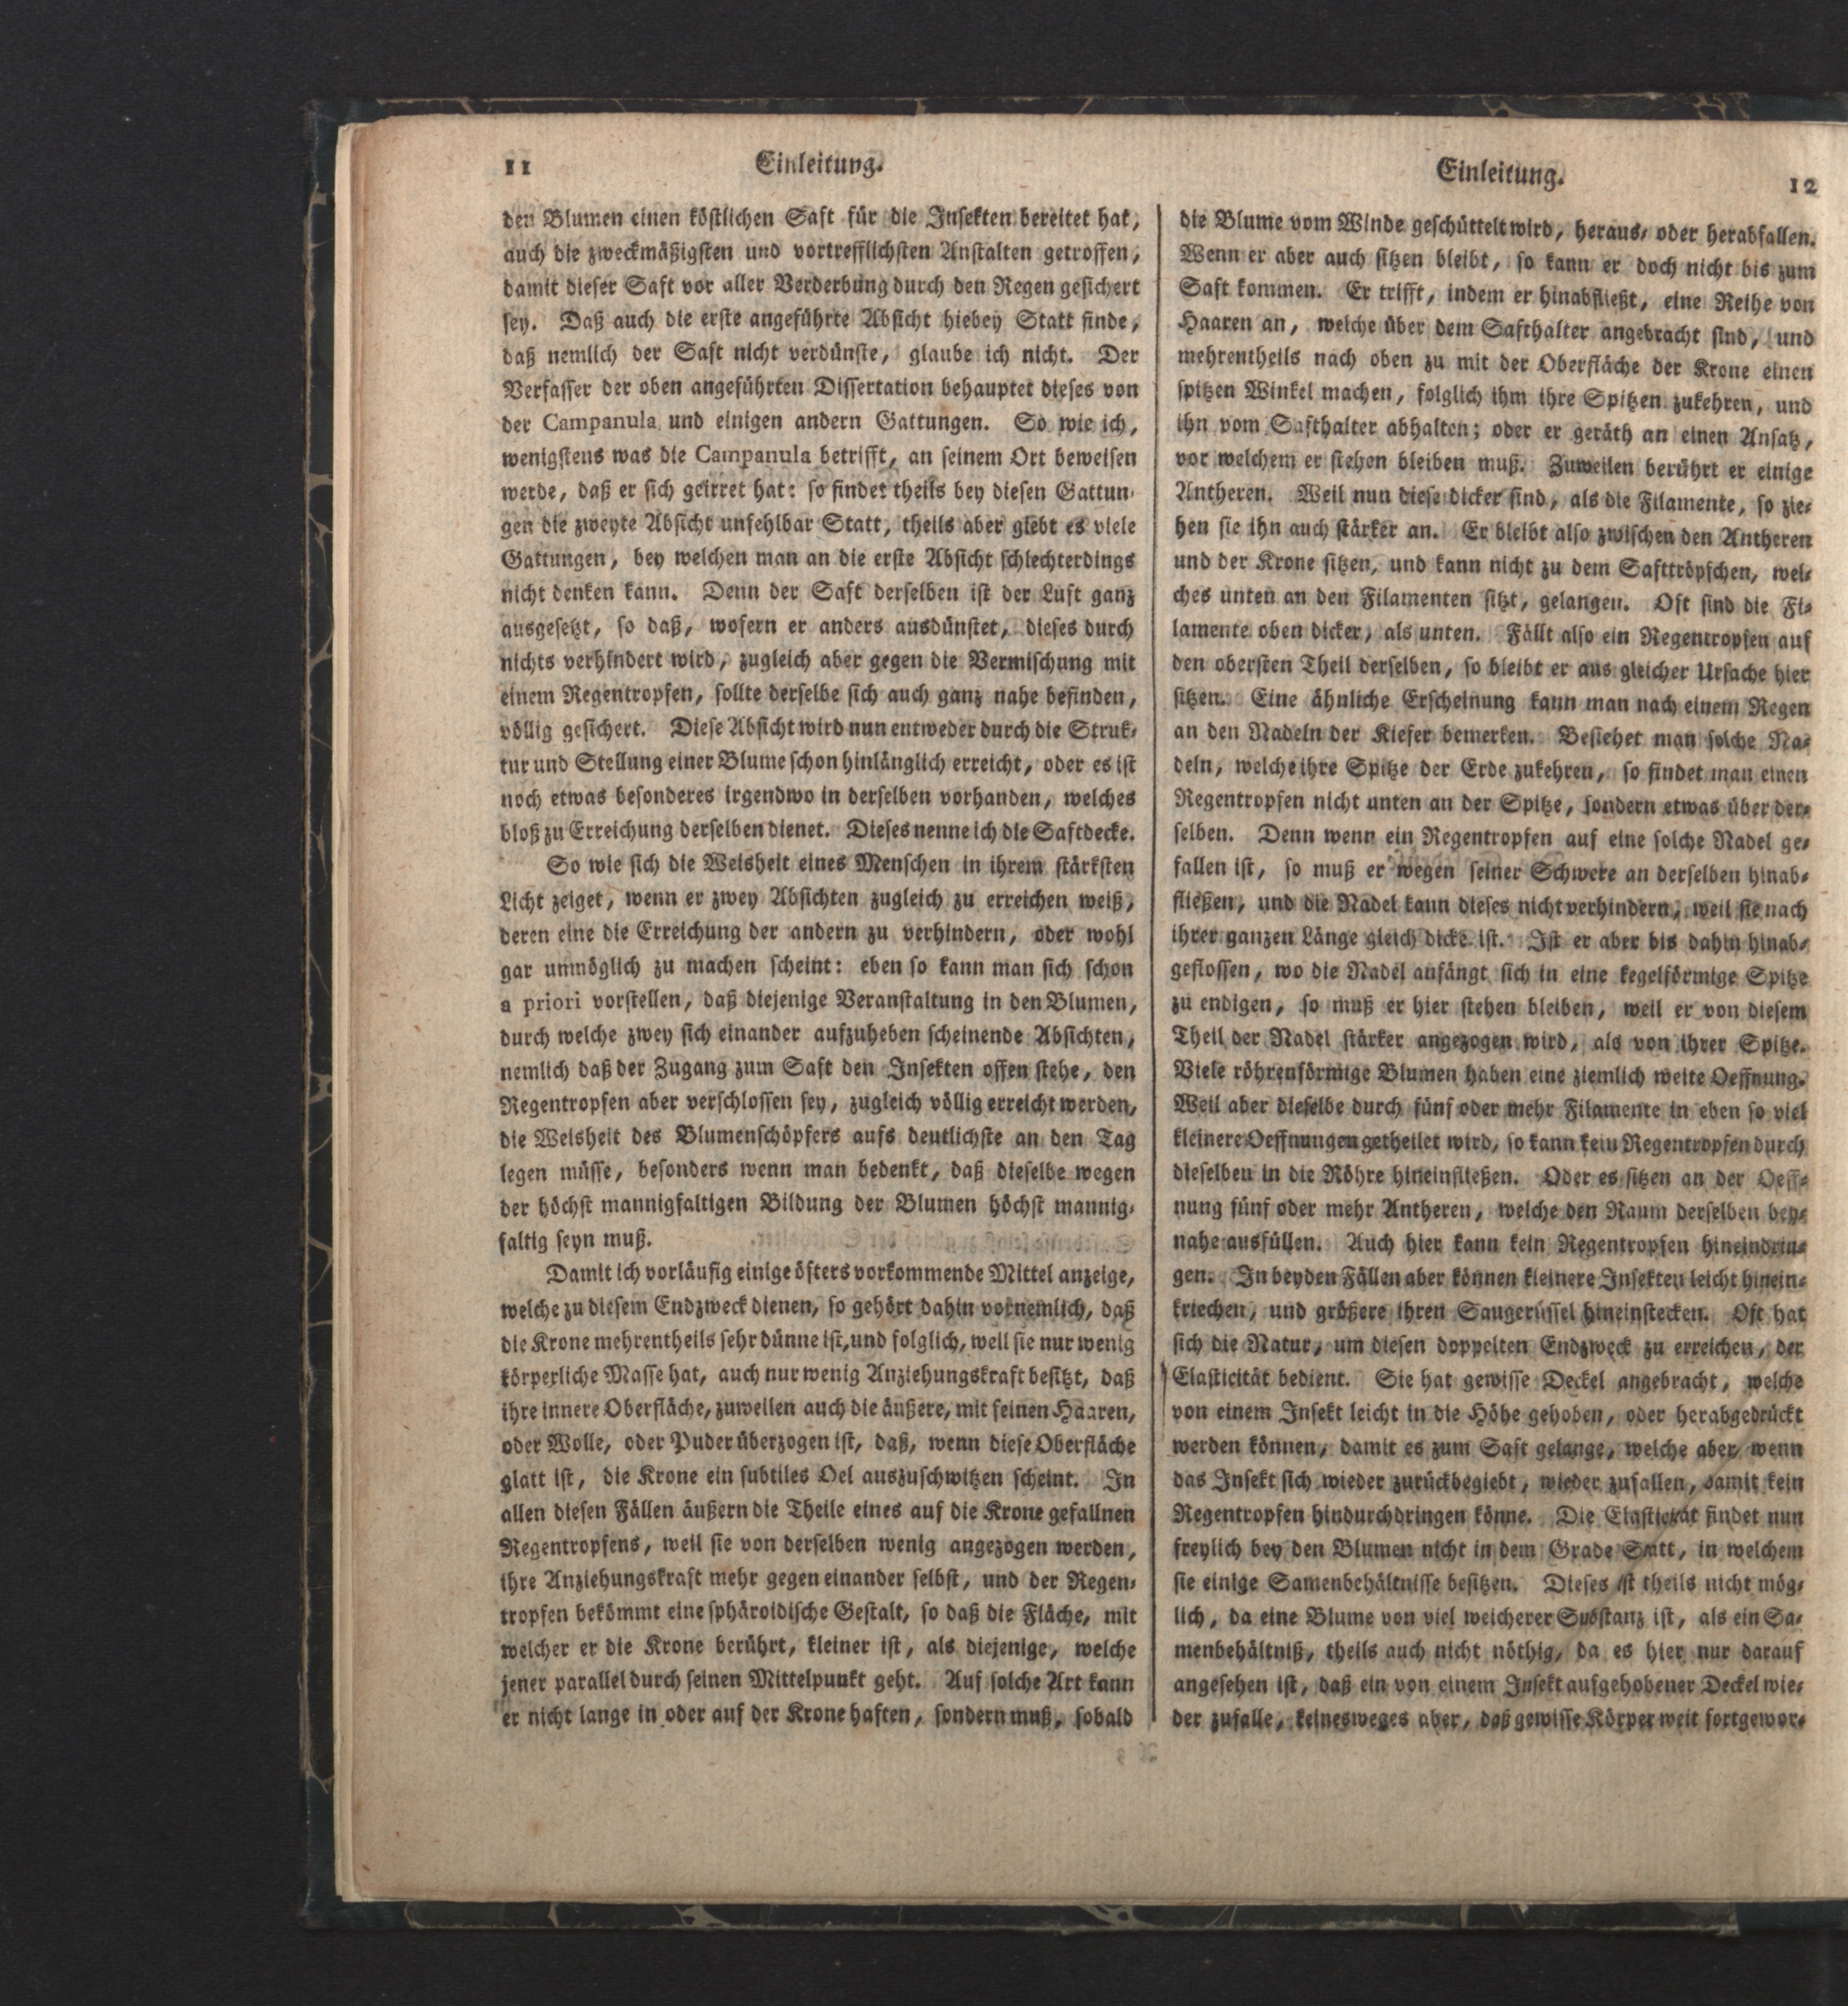 11
Einleitung.
den Blumen einen köstlichen Saft für die Insekten bereitet hat,
auch die zweckmäßigsten und vortrefflichsten Anstalten getroffen,
damit dieser Saft vor aller Verderbung durch den Regen gesichert
sey. Daß auch die erste angeführte Absicht hiebey Statt finde,
daß nemlich der Saft nicht verdünste, glaube ich nicht. Der
Verfasser der oben angeführten Dissertation behauptet dieses von
der Campanula und einigen andern Gattungen. So wie ich,
wenigstens was die Campanula betrifft, an seinem Ort beweisen
werde, daß er sich geirret hat: so findet theils bey diesen Gattun-
gen die zweyte Absicht unfehlbar Statt, theils aber giebt es viele
Gattungen, bey welchen man an die erste Absicht schlechterdings
nicht denken kann. Denn der Saft derselben ist der Luft ganz
ausgesetzt, so daß, wofern er anders ausdünstet, dieses durch
nichts verhindert wird, zugleich aber gegen die Vermischung mit
einem Regentropfen, sollte derselbe sich auch ganz nahe befinden,
völlig gesichert. Diese Absicht wird nun entweder durch die Struk-
tur und Stellung einer Blume schon hinlänglich erreicht, oder es ist
noch etwas besonderes irgendwo in derselben vorhanden, welches
bloß zu Erreichung derselben dienet. Dieses nenne ich die Saftdecke.
So wie sich die Weisheit eines Menschen in ihrem stärksten
Licht zeiget, wenn er zwey Absichten zugleich zu erreichen weiß,
deren eine die Erreichung der andern zu verhindern, oder wohl
gar unmöglich zu machen scheint: eben so kann man sich schon
a priori vorstellen, daß diejenige Veranstaltung in den Blumen,
durch welche zwey sich einander aufzuheben scheinende Absichten,
nemlich daß der Zugang zum Saft den Insekten offen stehe, den
Regentropfen aber verschlossen sey, zugleich völlig erreicht werden,
die Weisheit des Blumenschöpfers aufs deutlichste an den Tag
legen müsse, besonders wenn man bedenkt, daß dieselbe wegen
der höchst mannigfaltigen Bildung der Blumen höchst mannig-
faltig seyn muß.
Damit ich vorläufig einige öfters vorkommende Mittel anzeige,
welche zu diesem Endzweck dienen, so gehört dahin vornemlich, daß
die Krone mehrentheils sehr dünne ist, und folglich, weil sie nur wenig
körperliche Masse hat, auch nur wenig Anziehungskraft besitzt, daß
ihre innere Oberfläche, zuweilen auch die äußere, mit feinen Haaren,
oder Wolle, oder Puder überzogen ist, daß, wenn diese Oberfläche
glatt ist, die Krone ein subtiles Oel auszuschwitzen scheint. In
allen diesen Fällen äußern die Theile eines auf die Krone gefallnen
Regentropfens, weil sie von derselben wenig angezogen werden,
ihre Anziehungskraft mehr gegen einander selbst, und der Regen-
tropfen bekömmt eine sphäroidische Gestalt, so daß die Fläche, mit
welcher er die Krone berührt, kleiner ist, als diejenige, welche
jener parallel durch seinen Mittelpunkt geht. Auf solche Art kann
er nicht lange in oder auf der Krone haften, sondern muß, sobald
Einleitung.
12
die Blume vom Winde geschüttelt wird, heraus- oder herabfallen.
Wenn er aber auch sitzen bleibt, so kann er doch nicht bis zum
Saft kommen. Er trifft, indem er hinabfließt, eine Reihe von
Haaren an, welche über dem Safthalter angebracht sind, und
mehrentheils nach oben zu mit der Oberfläche der Krone einen
spitzen Winkel machen, folglich ihm ihre Spitzen zukehren, und
ihn vom Safthalter abhalten; oder er geräth an einen Ansatz,
vor welchem er stehen bleiben muß. Zuweilen berührt er einige
Antheren. Weil nun diese dicker sind, als die Filamente, so zie-
hen sie ihn auch stärker an. Er bleibt also zwischen den Antheren
und der Krone sitzen, und kann nicht zu dem Safttröpfchen, wel-
ches unten an den Filamenten sitzt, gelangen. Oft sind die Fi-
lamente oben dicker, als unten. Fällt also ein Regentropfen auf
den obersten Theil derselben, so bleibt er aus gleicher Ursache hier
sitzen. Eine ähnliche Erscheinung kann man nach einem Regen
an den Nadeln der Kiefer bemerken. Besiehet man solche Na-
deln, welche ihre Spitze der Erde zukehren, so findet man einen
Regentropfen nicht unten an der Spitze, sondern etwas über der-
selben. Denn wenn ein Regentropfen auf eine solche Nadel ge-
fallen ist, so muß er wegen seiner Schwere an derselben hinab-
fließen, und die Nadel kann dieses nicht verhindern, weil sie nach
ihrer ganzen Länge gleich dicke ist. Ist er aber bis dahin hinab-
geflossen, wo die Nadel anfängt sich in eine kegelförmige Spitze
zu endigen, so muß er hier stehen bleiben, weil er von diesem
Theil der Nadel stärker angezogen wird, als von ihrer Spitze.
Viele röhrenförmige Blumen haben eine ziemlich weite Oeffnung.
Weil aber dieselbe durch fünf oder mehr Filamente in eben so viel
kleinere Oeffnungen getheilet wird, so kann kein Regentropfen durch
dieselben in die Röhre hineinfließen. Oder es sitzen an der Oeff-
nung fünf oder mehr Antheren, welche den Raum derselben bey-
nahe ausfüllen. Auch hier kann kein Regentropfen hineindrin-
gen. In beyden Fällen aber können kleinere Insekten leicht hinein-
kriechen, und größere ihren Saugerüssel hineinstecken. Oft hat
sich die Natur, um diesen doppelten Endzweck zu erreichen, der
Elasticität bedient. Sie hat gewisse Deckel angebracht, welche
von einem Insekt leicht in die Höhe gehoben, oder herabgedrückt
werden können, damit es zum Saft gelange, welche aber, wenn
das Insekt sich wieder zurückbegiebt, wieder zufallen, damit kein
Regentropfen hindurchdringen könne. Die Elasticität findet nun
freylich bey den Blumen nicht in dem Grade Statt, in welchem
sie einige Samenbehältnisse besitzen. Dieses ist theils nicht mög-
lich, da eine Blume von viel weicherer Substanz ist, als ein Sa-
menbehältniß, theils auch nicht nöthig, da es hier nur darauf
angesehen ist, daß ein von einem Insekt aufgehobener Deckel wie-
der zufalle, keinesweges aber, daß gewisse Körper weit fortgewor-